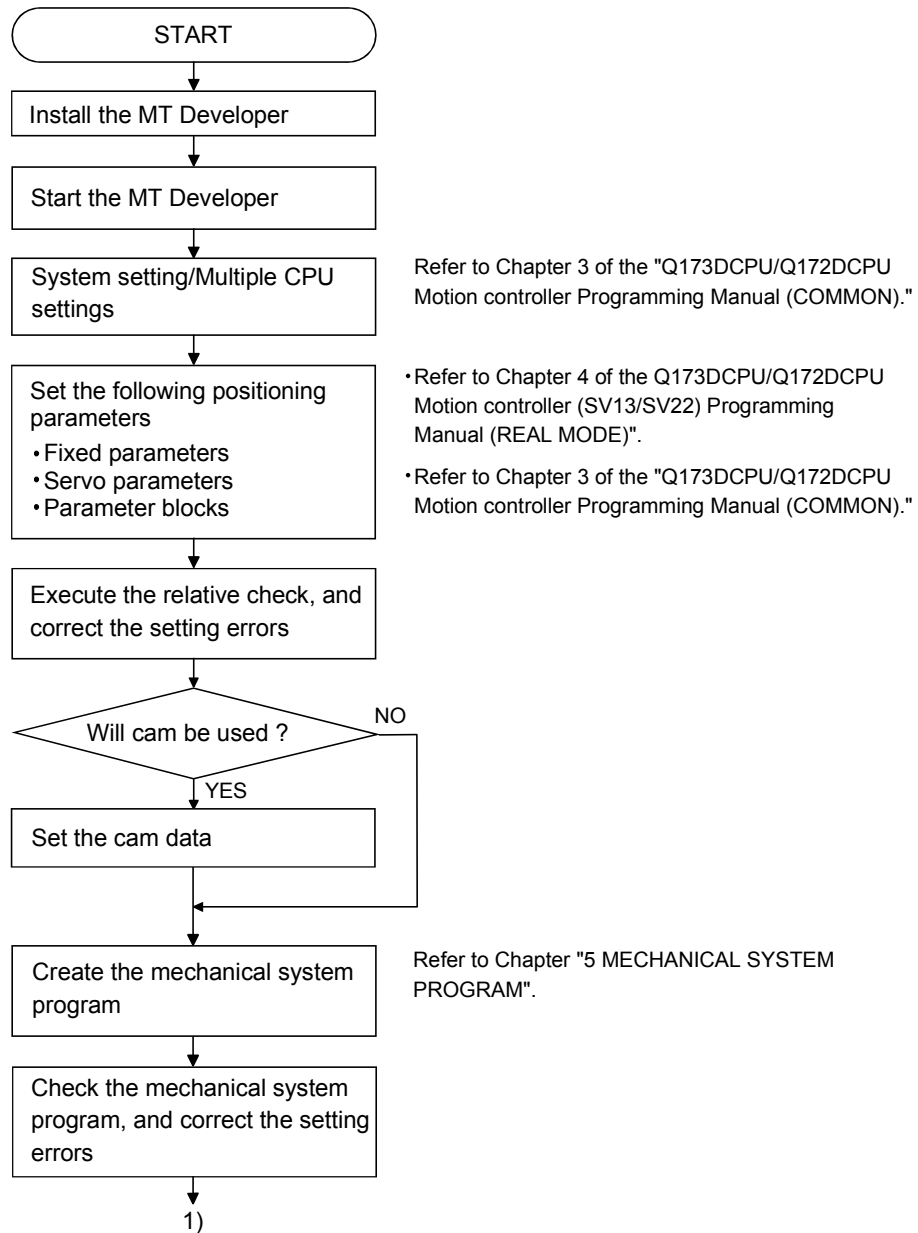 START
Install the MT Developer
Start the MT Developer
System setting/Multiple CPU
settings
Refer to Chapter 3 of the "Q173DCPU/Q172DCPU
Motion controller Programming Manual (COMMON)."
Set the following positioning
parameters
・Fixed parameters
・Servo parameters
・Parameter blocks
・Refer to Chapter 4 of the Q173DCPU/Q172DCPU
Motion controller (SV13/SV22) Programming
Manual (REAL MODE)".
・Refer to Chapter 3 of the "Q173DCPU/Q172DCPU
Motion controller Programming Manual (COMMON)."
Execute the relative check, and
correct the setting errors
Will cam be used ?
NO
YES
Set the cam data
Create the mechanical system
program
Refer to Chapter "5 MECHANICAL SYSTEM
PROGRAM".
Check the mechanical system
program, and correct the setting
errors
1)